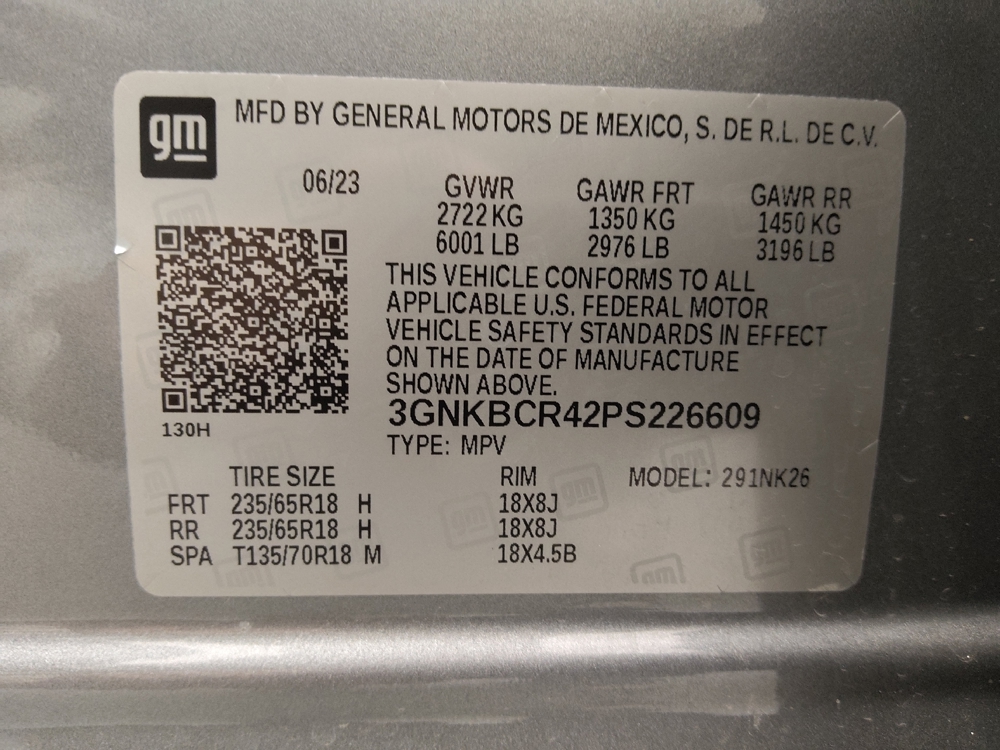 gm
MFD BY GENERAL MOTORS DE MEXICO, S. DE R.L. DE C.V.
06/23 GVWR GAWR FRT GAWR RR
2722 KG 1350 KG 1450 KG
6001 LB 2976 LB 3196 LB
THIS VEHICLE CONFORMS TO ALL
APPLICABLE U.S. FEDERAL MOTOR
VEHICLE SAFETY STANDARDS IN EFFECT
ON THE DATE OF MANUFACTURE
SHOWN ABOVE.
3GNKBCR42PS226609
130H
TYPE: MPV
TIRE SIZE RIM MODEL: 291NK26
FRT 235/65R18 H 18X8J
RR 235/65R18 H 18X8J
SPA T135/70R18 M 18X4.5B